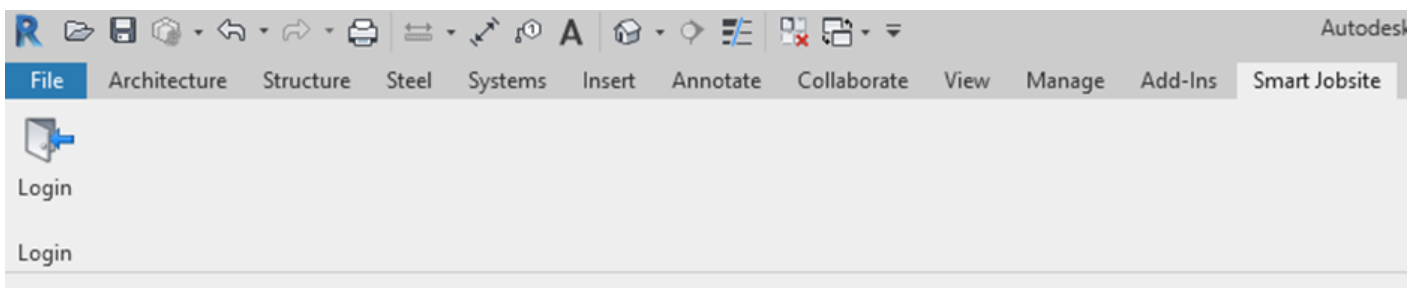 Autodesk
File Architecture Structure Steel Systems Insert Annotate Collaborate View Manage Add-Ins Smart Jobsite
Login
Login